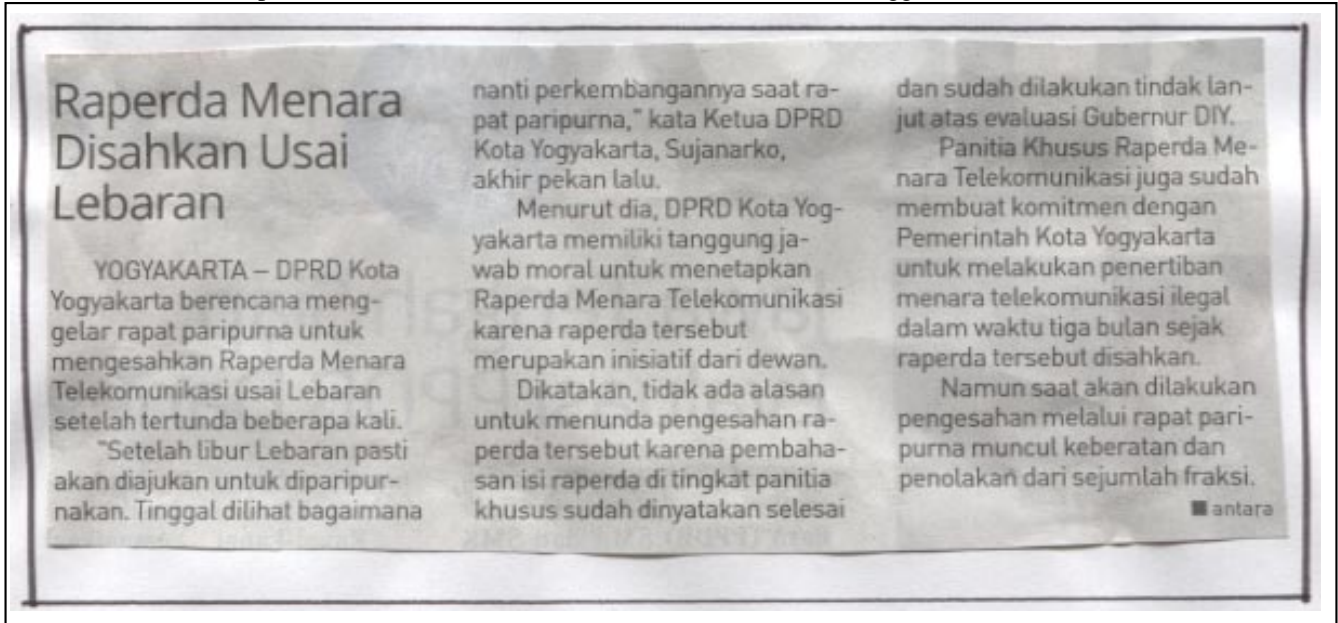 Raperda Menara
Disahkan Usai
Lebaran
YOGYAKARTA – DPRD Kota
Yogyakarta berencana meng-
gelar rapat paripurna untuk
mengesahkan Raperda Menara
Telekomunikasi usai Lebaran
setelah tertunda beberapa kali.
"Setelah libur Lebaran pasti
akan diajukan untuk diparipur-
nakan. Tinggal dilihat bagaimana
nanti perkembangannya saat ra-
pat paripurna," kata Ketua DPRD
Kota Yogyakarta, Sujanarko,
akhir pekan lalu.
Menurut dia, DPRD Kota Yog-
yakarta memiliki tanggung ja-
wab moral untuk menetapkan
Raperda Menara Telekomunikasi
karena raperda tersebut
merupakan inisiatif dari dewan.
Dikatakan, tidak ada alasan
untuk menunda pengesahan ra-
perda tersebut karena pembaha-
san isi raperda di tingkat panitia
khusus sudah dinyatakan selesai
dan sudah dilakukan tindak lan-
jut atas evaluasi Gubernur DIY.
Panitia Khusus Raperda Me-
nara Telekomunikasi juga sudah
membuat komitmen dengan
Pemerintah Kota Yogyakarta
untuk melakukan penertiban
menara telekomunikasi ilegal
dalam waktu tiga bulan sejak
raperda tersebut disahkan.
Namun saat akan dilakukan
pengesahan melalui rapat pari-
purna muncul keberatan dan
penolakan dari sejumlah fraksi.
■ antara